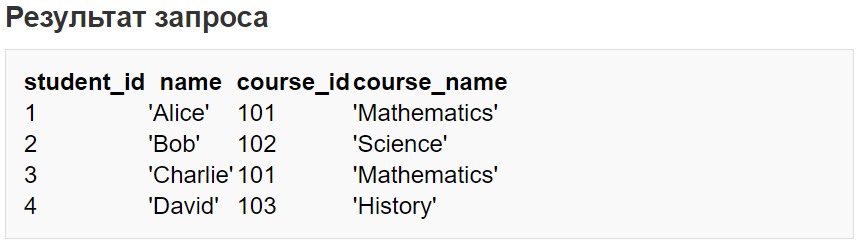 Результат запроса
student_id name course_id course_name
1 'Alice' 101 'Mathematics'
2 'Bob' 102 'Science'
3 'Charlie' 101 'Mathematics'
4 'David' 103 'History'